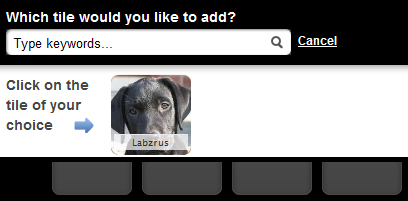 Which tile would you like to add?
Type keywords...
Cancel
Click on the
tile of your
choice
Labzrus